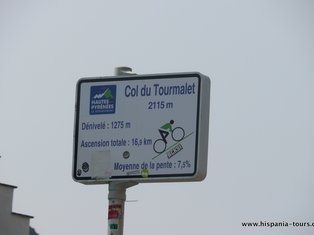 HAUTES
PYRÉNÉES
Col du Tourmalet
2115 m
Dénivelé : 1275 m
Ascension totale : 16,9 km
Moyenne de la pente : 7,5%
www.hispania-tours.c